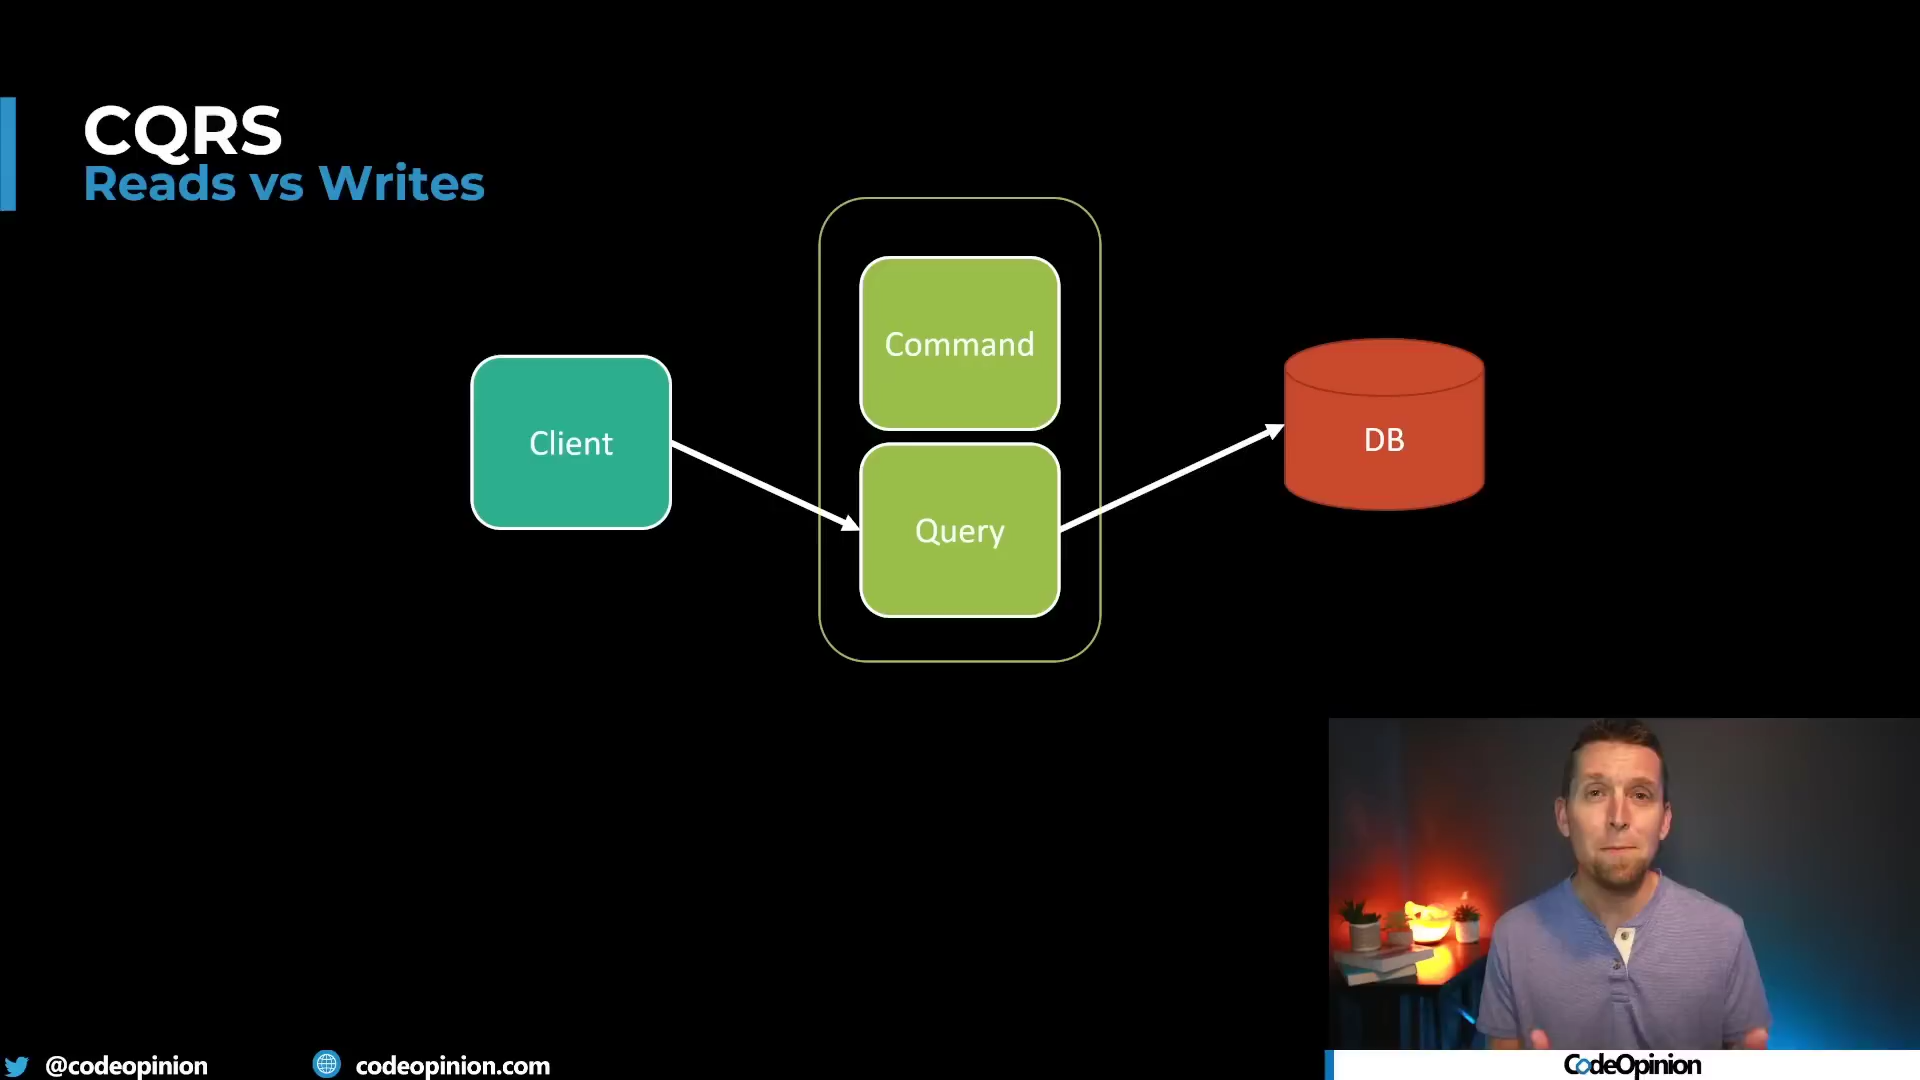 CQRS
Reads vs Writes
Command
Client
DB
Query
@codeopinion
codeopinion.com
CodeOpinion